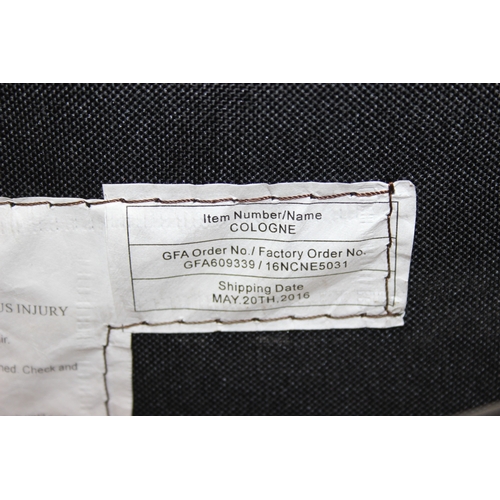 Item Number/Name
COLOGNE
GFA Order No./ Factory Order No.
GFA609339 / 16NCNE5031
Shipping Date
MAY.20TH.2016
US INJURY
ir.
ned. Check and